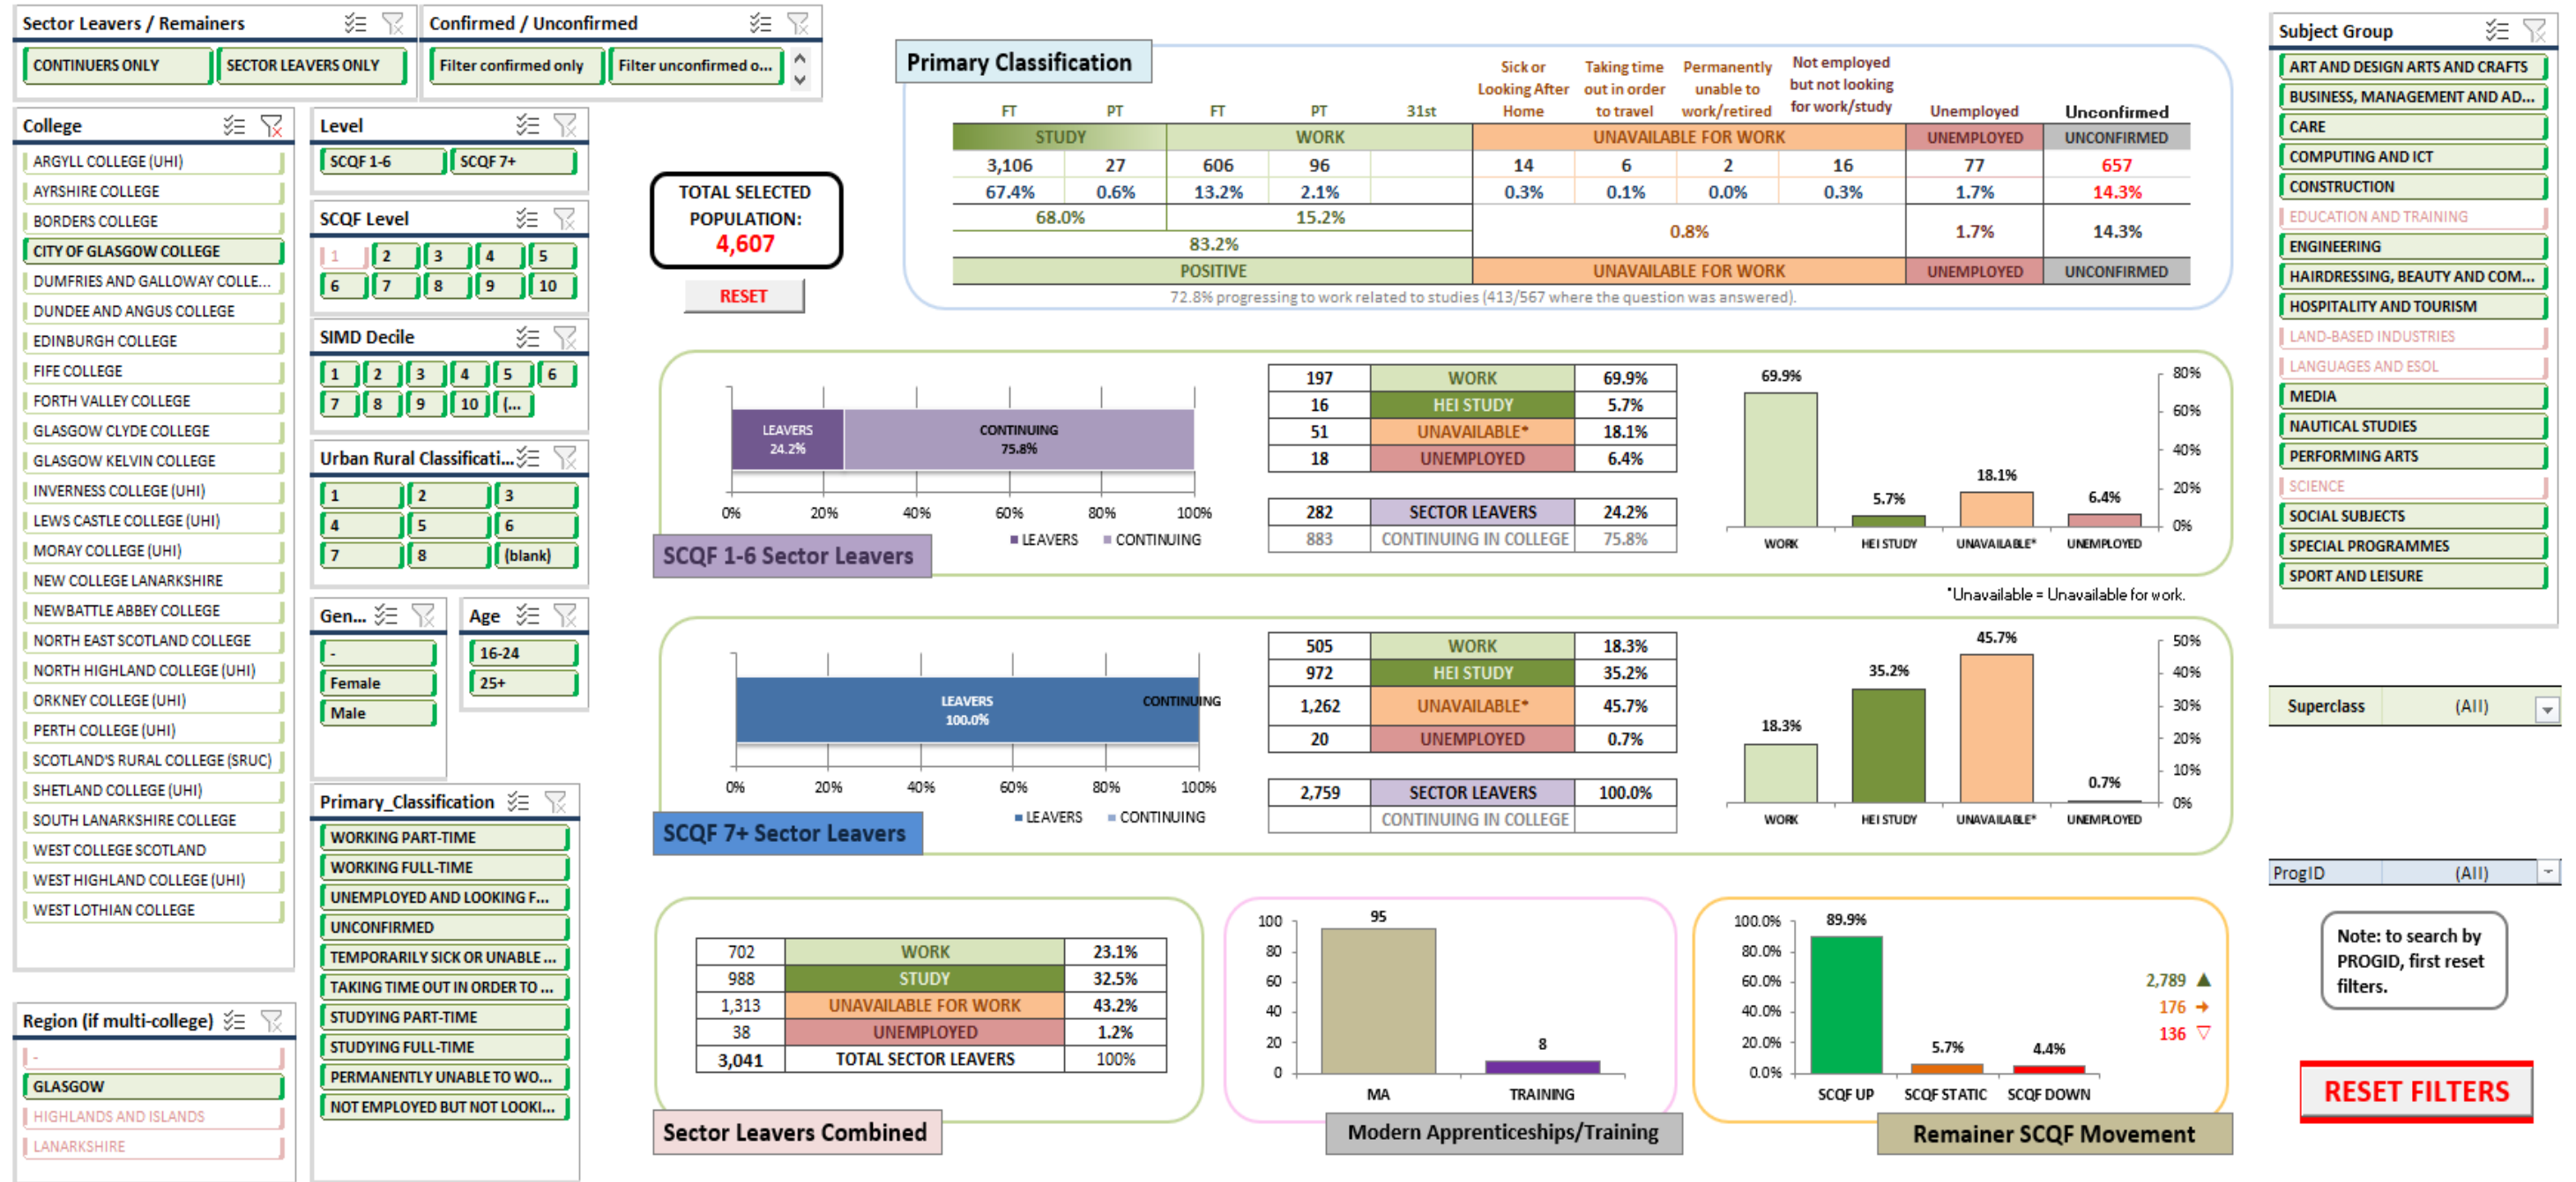 Sector Leavers / Remainers
CONTINUERS ONLY
SECTOR LEAVERS ONLY
Confirmed / Unconfirmed
Filter confirmed only
Filter unconfirmed o...
College
ARGYLL COLLEGE (UHI)
AYRSHIRE COLLEGE
BORDERS COLLEGE
CITY OF GLASGOW COLLEGE
DUMFRIES AND GALLOWAY COLLE...
DUNDEE AND ANGUS COLLEGE
EDINBURGH COLLEGE
FIFE COLLEGE
FORTH VALLEY COLLEGE
GLASGOW CLYDE COLLEGE
GLASGOW KELVIN COLLEGE
INVERNESS COLLEGE (UHI)
LEWS CASTLE COLLEGE (UHI)
MORAY COLLEGE (UHI)
NEW COLLEGE LANARKSHIRE
NEWBATTLE ABBEY COLLEGE
NORTH EAST SCOTLAND COLLEGE
NORTH HIGHLAND COLLEGE (UHI)
ORKNEY COLLEGE (UHI)
PERTH COLLEGE (UHI)
SCOTLAND'S RURAL COLLEGE (SRUC)
SHETLAND COLLEGE (UHI)
SOUTH LANARKSHIRE COLLEGE
WEST COLLEGE SCOTLAND
WEST HIGHLAND COLLEGE (UHI)
WEST LOTHIAN COLLEGE
Region (if multi-college)
-
GLASGOW
HIGHLANDS AND ISLANDS
LANARKSHIRE
Level
SCQF 1-6
SCQF 7+
SCQF Level
1 2 3 4 5
6 7 8 9 10
SIMD Decile
1 2 3 4 5 6
7 8 9 10 (...
Urban Rural Classificati...
1 2 3
4 5 6
7 8 (blank)
Gen...
-
Female
Male
Age
16-24
25+
Primary_Classification
WORKING PART-TIME
WORKING FULL-TIME
UNEMPLOYED AND LOOKING F...
UNCONFIRMED
TEMPORARILY SICK OR UNABLE ...
TAKING TIME OUT IN ORDER TO ...
STUDYING PART-TIME
STUDYING FULL-TIME
PERMANENTLY UNABLE TO WO...
NOT EMPLOYED BUT NOT LOOKI...
TOTAL SELECTED
POPULATION:
4,607
RESET
Primary Classification
FT PT FT PT 31st
Sick or
Looking After
Home
Taking time
out in order
to travel
Permanently
unable to
work/retired
Not employed
but not looking
for work/study
Unemployed
Unconfirmed
STUDY WORK UNAVAILABLE FOR WORK UNEMPLOYED UNCONFIRMED
3,106 27 606 96 14 6 2 16 77 657
67.4% 0.6% 13.2% 2.1% 0.3% 0.1% 0.0% 0.3% 1.7% 14.3%
68.0% 15.2%
0.8% 1.7% 14.3%
83.2%
POSITIVE UNAVAILABLE FOR WORK UNEMPLOYED UNCONFIRMED
72.8% progressing to work related to studies (413/567 where the question was answered).
LEAVERS
24.2%
CONTINUING
75.8%
0% 20% 40% 60% 80% 100%
LEAVERS CONTINUING
SCQF 1-6 Sector Leavers
197 WORK 69.9%
16 HEI STUDY 5.7%
51 UNAVAILABLE* 18.1%
18 UNEMPLOYED 6.4%
282 SECTOR LEAVERS 24.2%
883 CONTINUING IN COLLEGE 75.8%
69.9%
5.7%
18.1%
6.4%
80%
60%
40%
20%
0%
WORK HEI STUDY UNAVAILABLE* UNEMPLOYED
*Unavailable = Unavailable for work.
LEAVERS
100.0%
CONTINUING
0% 20% 40% 60% 80% 100%
LEAVERS CONTINUING
SCQF 7+ Sector Leavers
505 WORK 18.3%
972 HEI STUDY 35.2%
1,262 UNAVAILABLE* 45.7%
20 UNEMPLOYED 0.7%
2,759 SECTOR LEAVERS 100.0%
CONTINUING IN COLLEGE
18.3%
35.2%
45.7%
0.7%
50%
40%
30%
20%
10%
0%
WORK HEI STUDY UNAVAILABLE* UNEMPLOYED
702 WORK 23.1%
988 STUDY 32.5%
1,313 UNAVAILABLE FOR WORK 43.2%
38 UNEMPLOYED 1.2%
3,041 TOTAL SECTOR LEAVERS 100%
Sector Leavers Combined
100
80
60
40
20
0
95
8
MA TRAINING
Modern Apprenticeships/Training
100.0%
80.0%
60.0%
40.0%
20.0%
0.0%
89.9%
5.7%
4.4%
SCQF UP SCQF STATIC SCQF DOWN
2,789 ▲
176 →
136 ▽
Remainer SCQF Movement
Subject Group
ART AND DESIGN ARTS AND CRAFTS
BUSINESS, MANAGEMENT AND AD...
CARE
COMPUTING AND ICT
CONSTRUCTION
EDUCATION AND TRAINING
ENGINEERING
HAIRDRESSING, BEAUTY AND COM...
HOSPITALITY AND TOURISM
LAND-BASED INDUSTRIES
LANGUAGES AND ESOL
MEDIA
NAUTICAL STUDIES
PERFORMING ARTS
SCIENCE
SOCIAL SUBJECTS
SPECIAL PROGRAMMES
SPORT AND LEISURE
Superclass (All)
ProgID (All)
Note: to search by
PROGID, first reset
filters.
RESET FILTERS